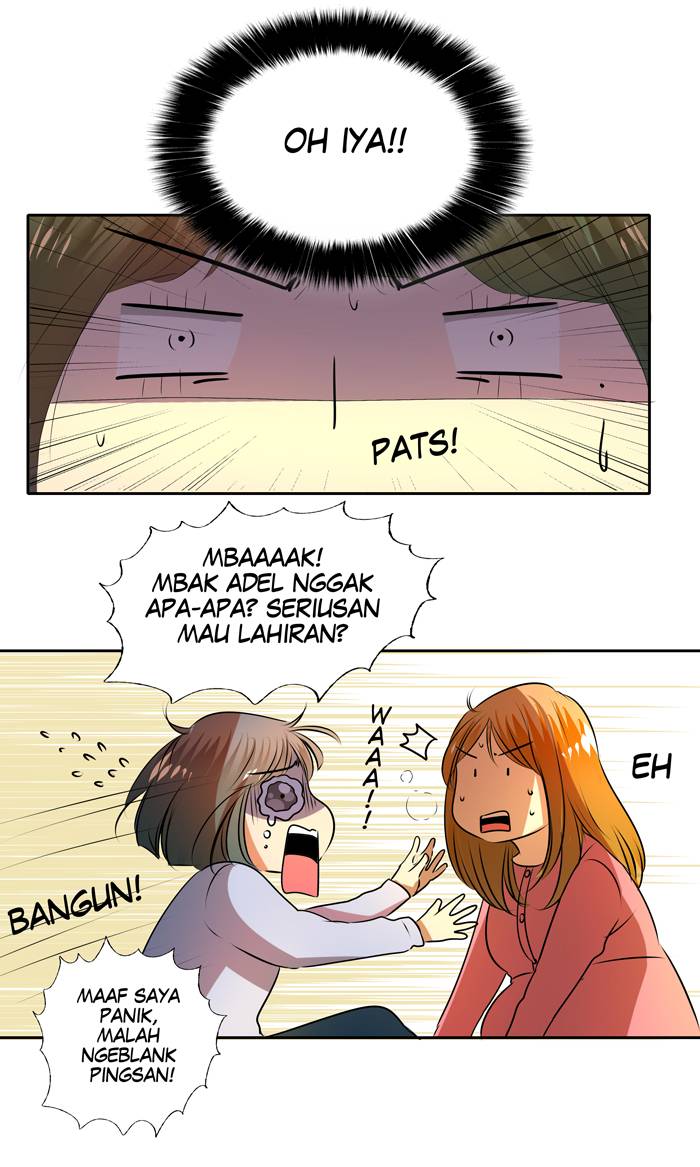 OH IYA!!
PATS!
MBAAAAK!
MBAK ADEL NGGAK
APA-APA? SERIUSAN
MAU LAHIRAN?
WAAA!!
EH
BANGUN!
MAAF SAYA
PANIK,
MALAH
NGEBLANK
PINGSAN!